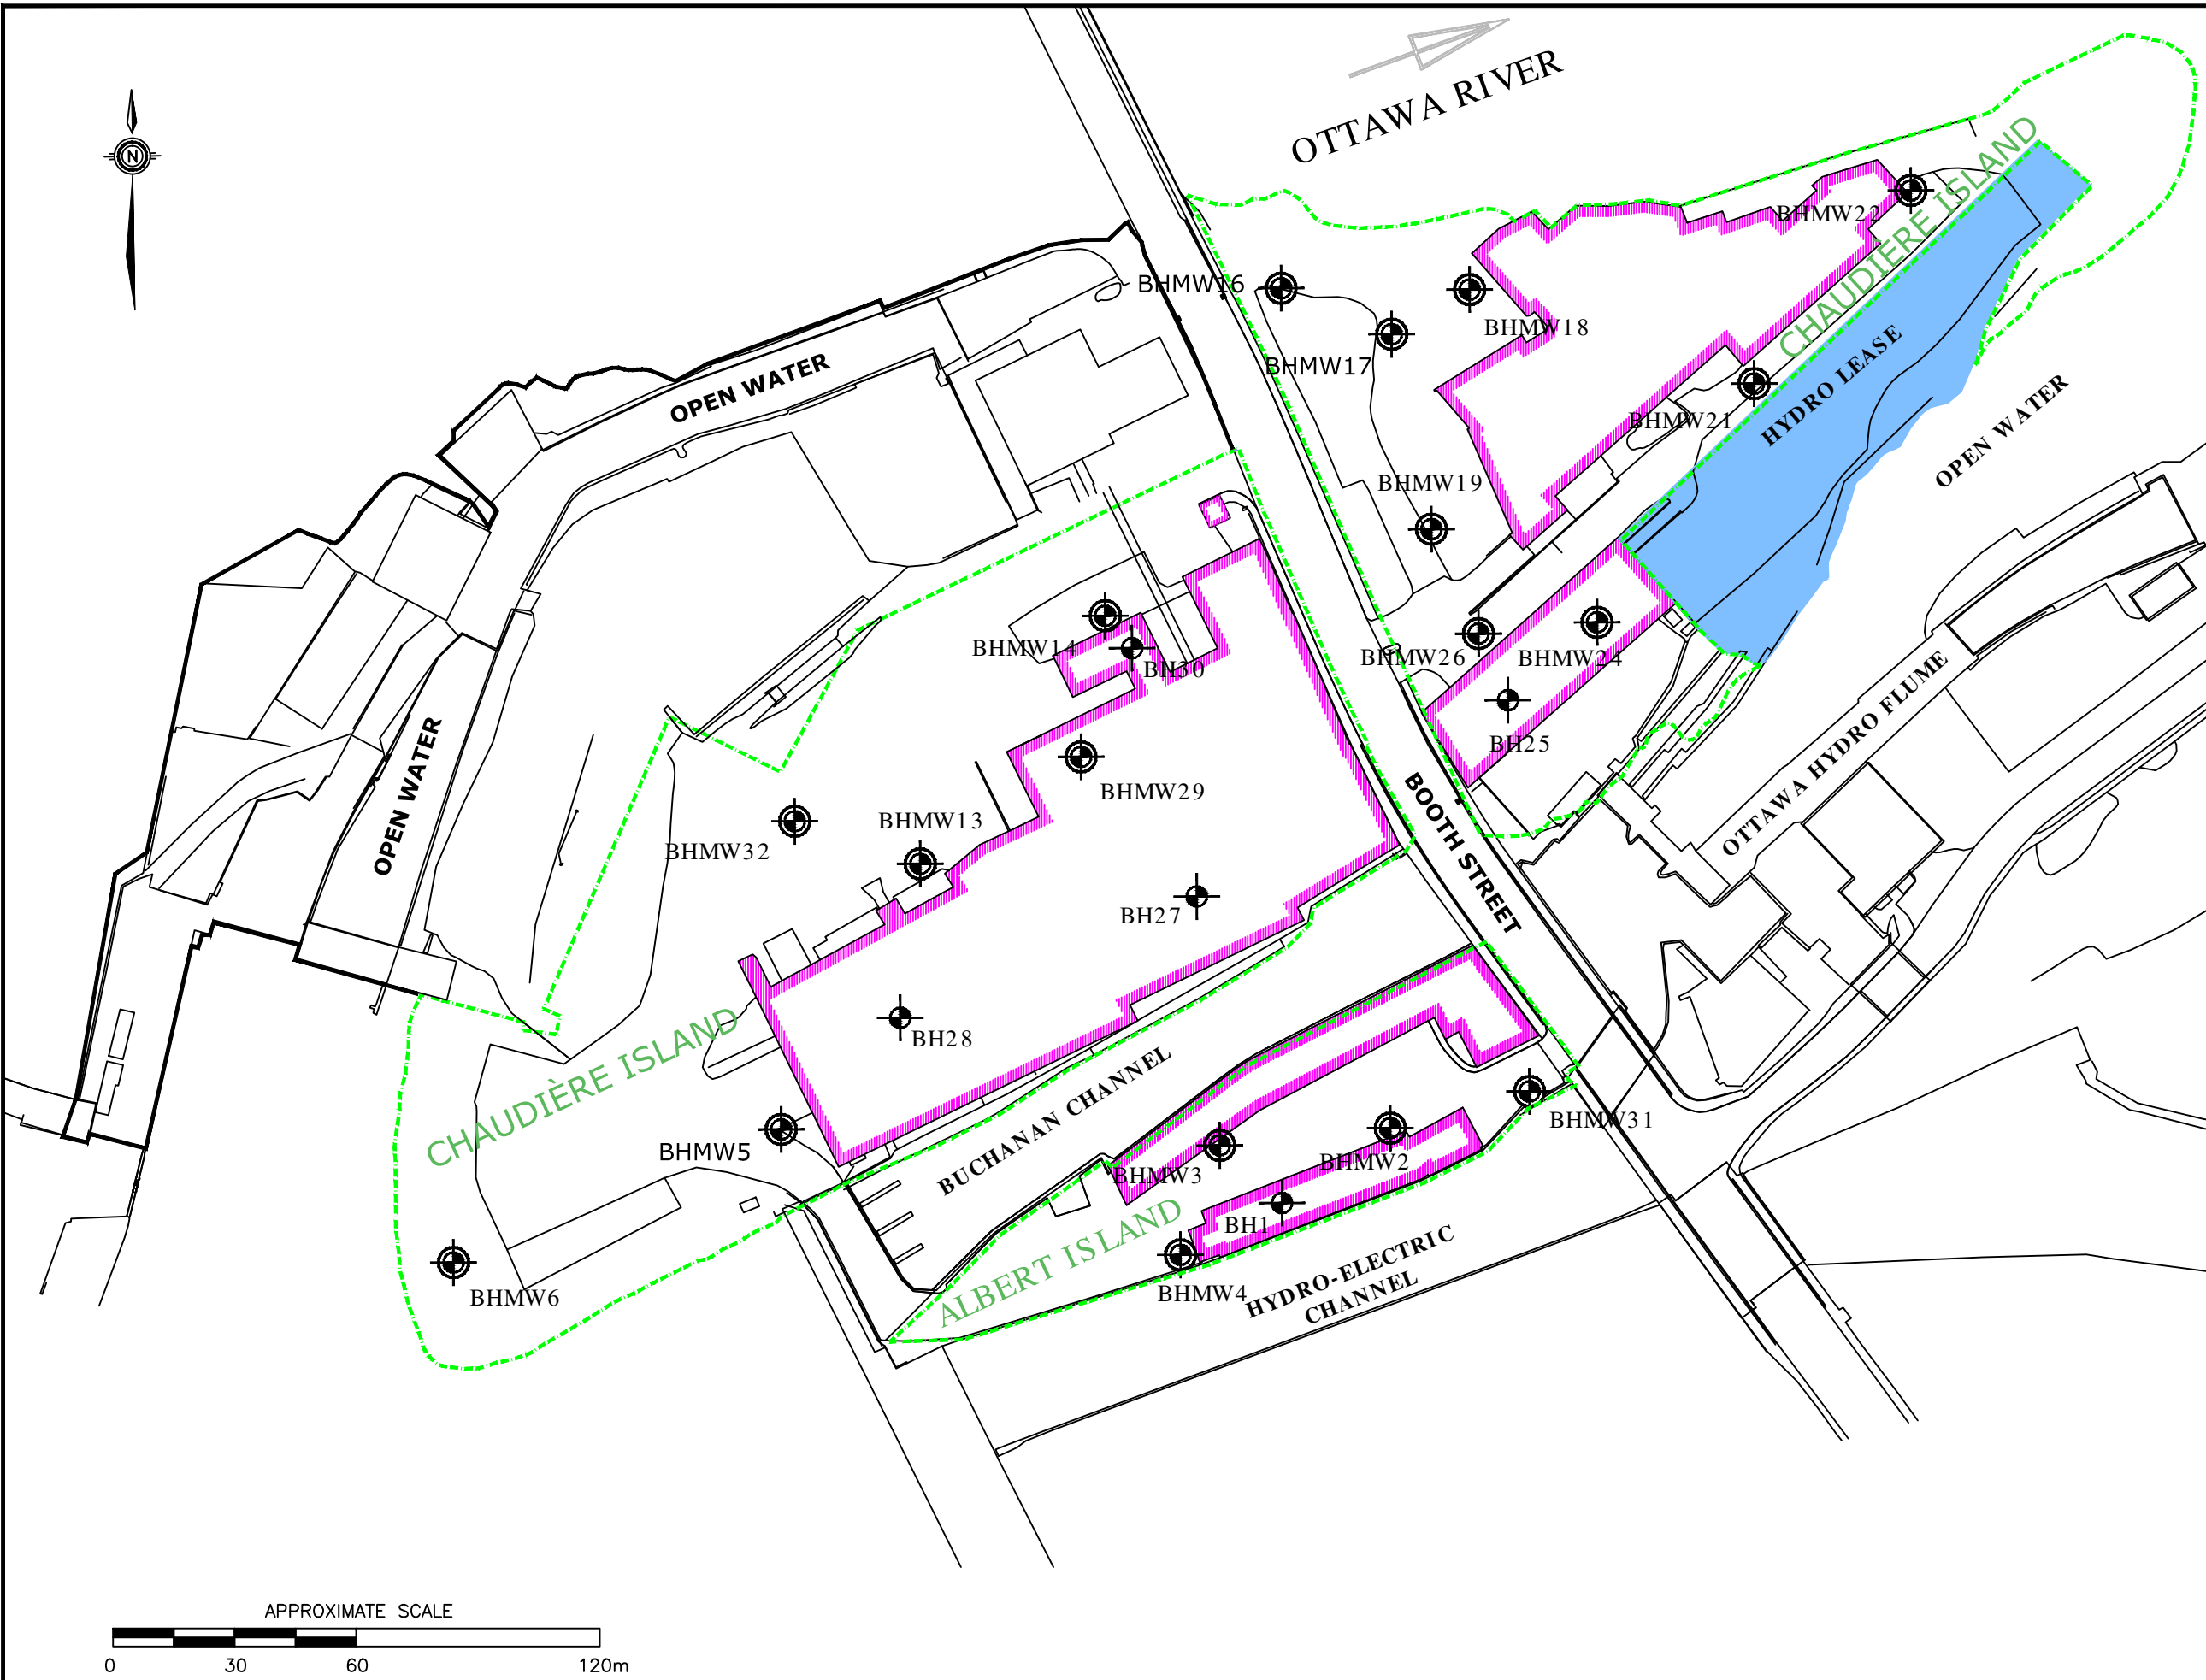 OTTAWA RIVER
N
CHAUDIERE ISLAND
BHMW22
BHMW16
BHMW18
BHMW17
HYDRO LEASE
OPEN WATER
OPEN WATER
BHMW21
BHMW19
BHMW14
BH30
BHMW26
BHMW24
BH25
OTTAWA HYDRO FLUME
OPEN WATER
BHMW29
BHMW13
BHMW32
BOOTH STREET
BH27
BH28
CHAUDIÈRE ISLAND
BUCHANAN CHANNEL
BHMW31
BHMW5
BHMW3
BHMW2
BH1
ALBERT ISLAND
BHMW4
HYDRO-ELECTRIC
CHANNEL
BHMW6
APPROXIMATE SCALE
0 30 60 120m